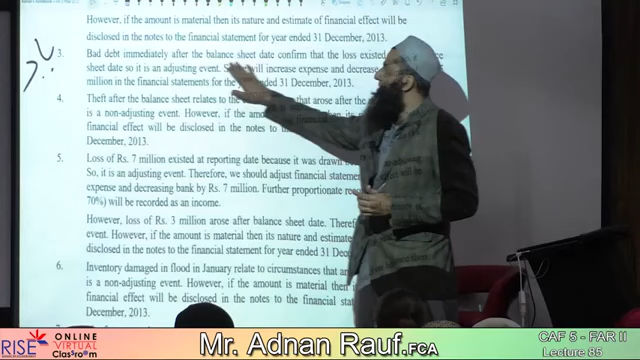 However, if the amount is material then its nature and estimate of financial effect will be
disclosed in the notes to the financial statement for year ended 31 December, 2013.
3. Bad debt immediately after the balance sheet date confirm that the loss existed
sheet date so it is an adjusting event. will increase expense and decrease
million in the financial statements for the ended 31 December, 2013.
4. Theft after the balance sheet relates to the that arose after the
is a non-adjusting event. However, if the
financial effect will be disclosed in the notes to
December, 2013.
5. Loss of Rs. 7 million existed at reporting date because it was drawn
So, it is an adjusting event. Therefore, we should adjust financial
expense and decreasing bank by Rs. 7 million. Further proportionate
70%) will be recorded as an income.
However, loss of Rs. 3 million arose after balance sheet date.
event. However, if the amount is material then its nature and estimate
disclosed in the notes to the financial statement for year ended 31
6. Inventory damaged in flood in January relate to circumstances that
is a non-adjusting event. However, if the amount is material then
financial effect will be disclosed in the notes to the financial
December, 2013.
RISE
ONLINE
VIRTUAL
Classroom
Mr. Adnan Rauf.FCA
CAF 5 - FAR II
Lecture 85